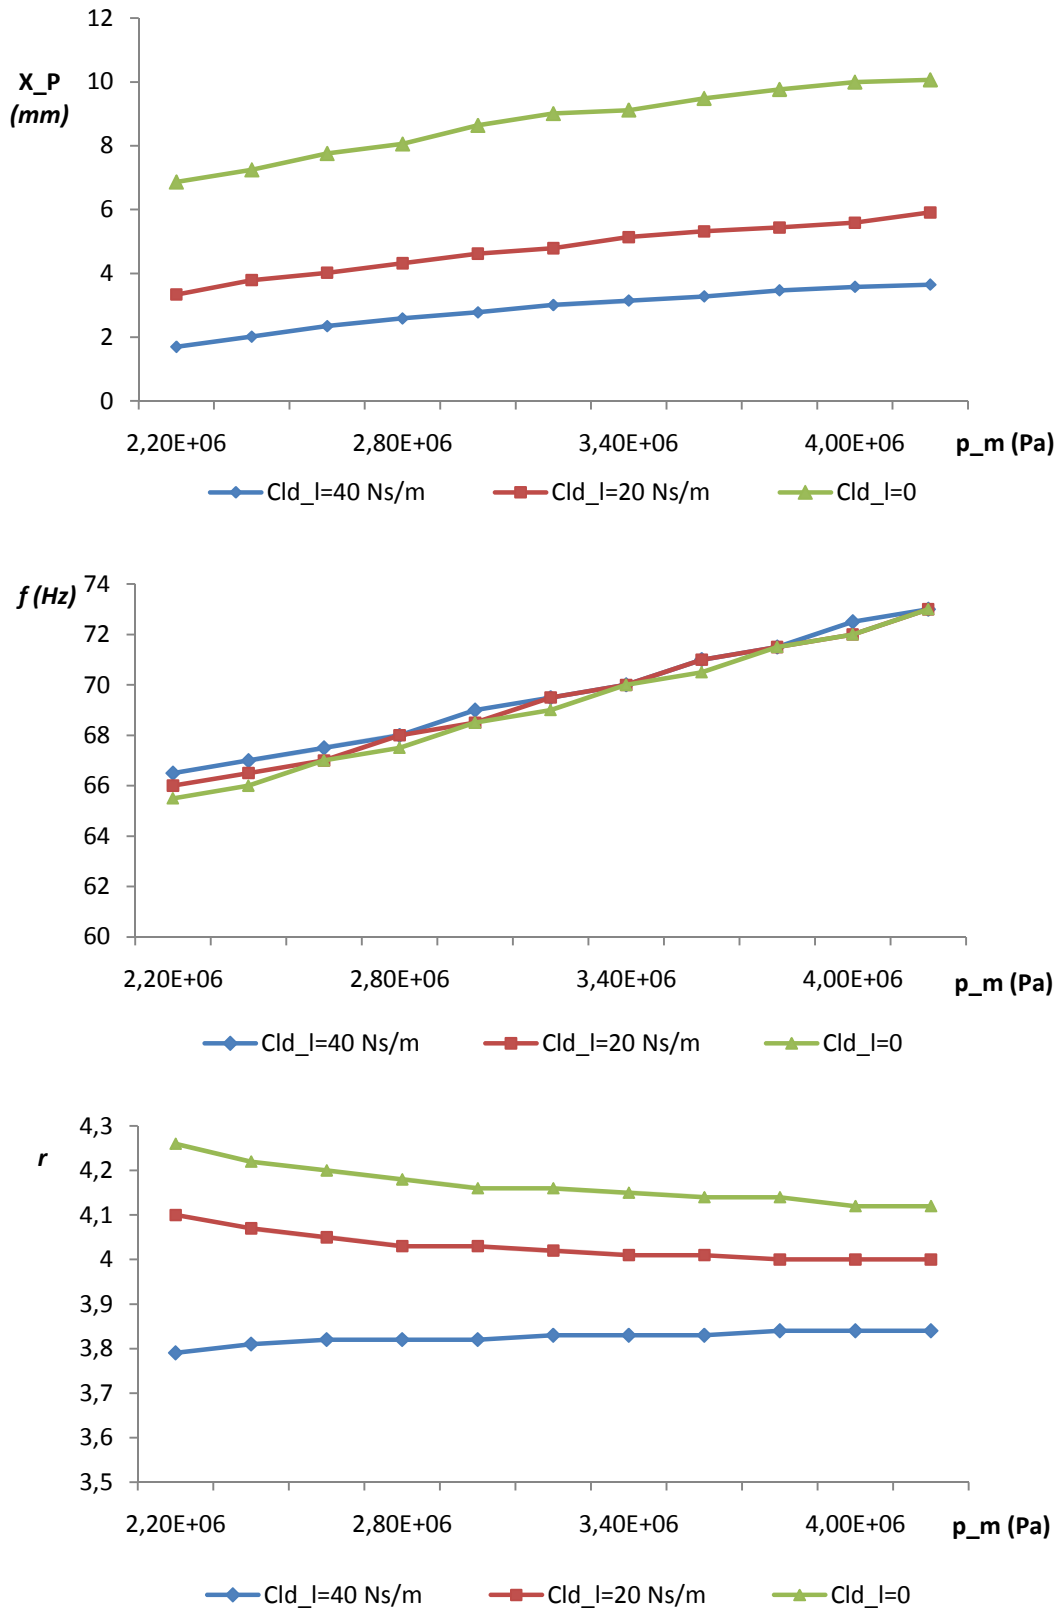 12
X_P
(mm)
10
8
6
4
2
0
2,20E+06 2,80E+06 3,40E+06 4,00E+06 p_m (Pa)
Cld_l=40 Ns/m Cld_l=20 Ns/m Cld_l=0
f (Hz) 74
72
70
68
66
64
62
60
2,20E+06 2,80E+06 3,40E+06 4,00E+06 p_m (Pa)
Cld_l=40 Ns/m Cld_l=20 Ns/m Cld_l=0
4,3
r
4,2
4,1
4
3,9
3,8
3,7
3,6
3,5
2,20E+06 2,80E+06 3,40E+06 4,00E+06 p_m (Pa)
Cld_l=40 Ns/m Cld_l=20 Ns/m Cld_l=0